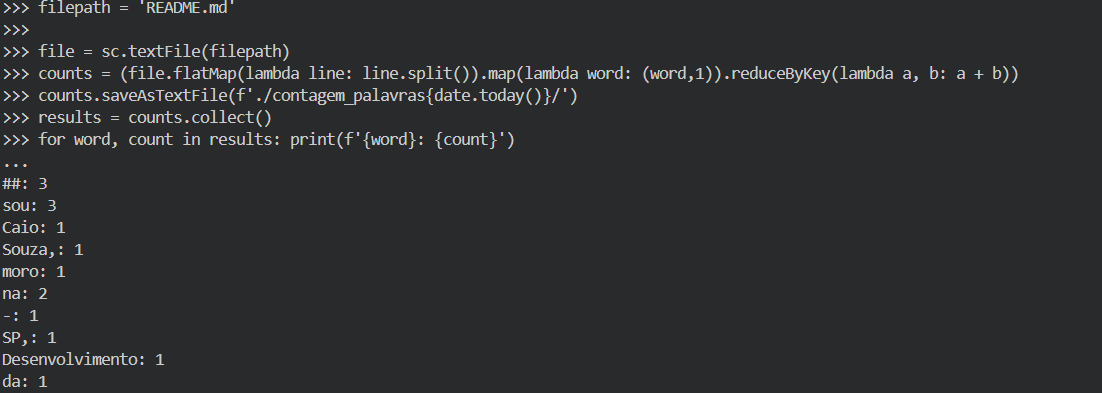 >>> filepath = 'README.md'
>>>
>>> file = sc.textFile(filepath)
>>> counts = (file.flatMap(lambda line: line.split()).map(lambda word: (word,1)).reduceByKey(lambda a, b: a + b))
>>> counts.saveAsTextFile(f'./contagem_palavras{date.today()}/')
>>> results = counts.collect()
>>> for word, count in results: print(f'{word}: {count}')
...
##: 3
sou: 3
Caio: 1
Souza,: 1
moro: 1
na: 2
-: 1
SP,: 1
Desenvolvimento: 1
da: 1